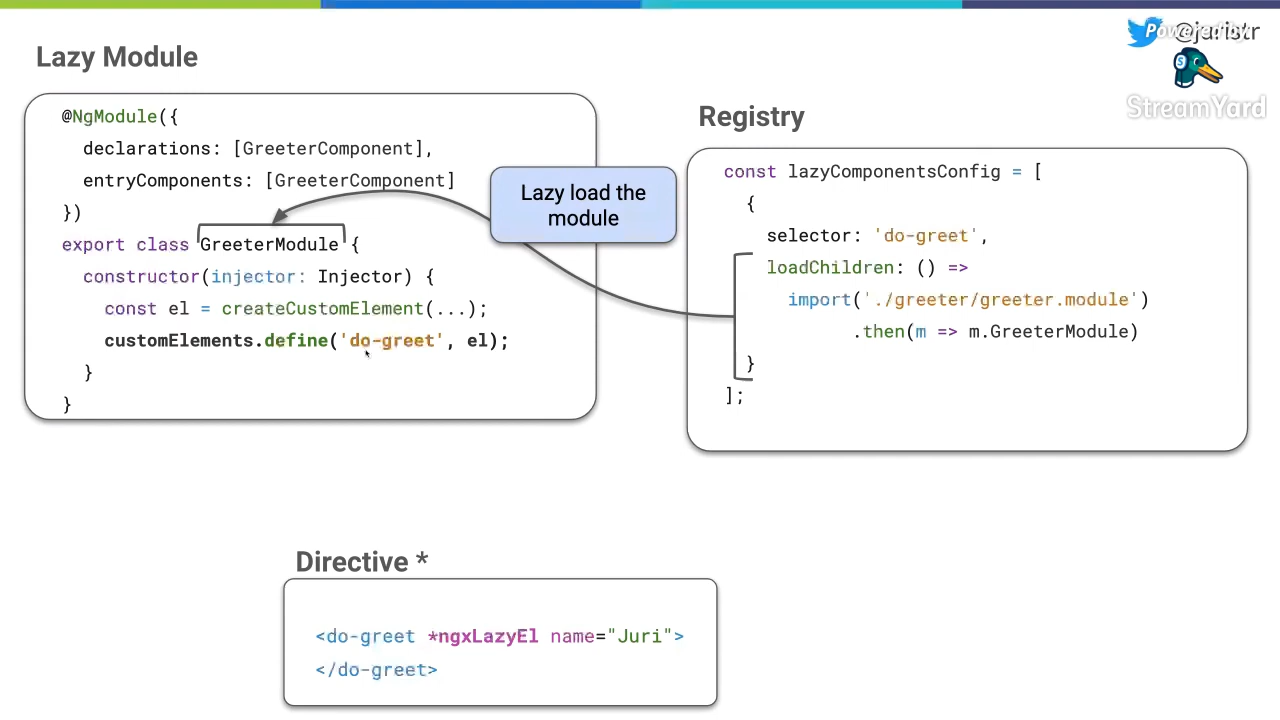 Powered by
@juristr
StreamYard
Lazy Module
@NgModule({
declarations: [GreeterComponent],
entryComponents: [GreeterComponent]
})
export class GreeterModule {
constructor(injector: Injector) {
const el = createCustomElement(...);
customElements.define('do-greet', el);
}
}
Lazy load the
module
Registry
const lazyComponentsConfig = [
{
selector: 'do-greet',
loadChildren: () =>
import('./greeter/greeter.module')
.then(m => m.GreeterModule)
}
];
Directive *
<do-greet *ngxLazyEl name="Juri">
</do-greet>